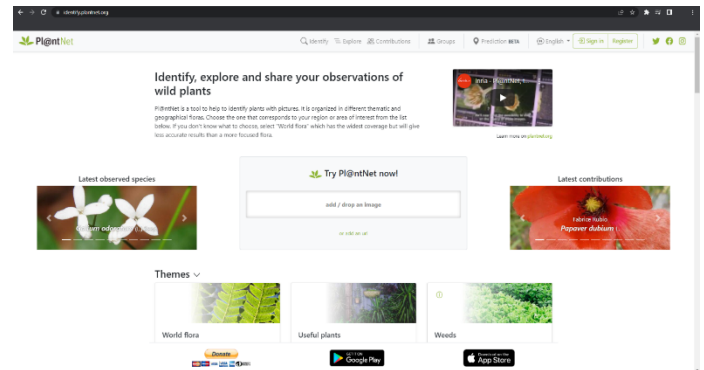 identify.plantnet.org
Pl@ntNet
Identify Explore Contributions Groups Prediction BETA English Sign in Register
Identify, explore and share your observations of
wild plants
Pl@ntNet is a tool to help to identify plants with pictures. It is organized in different thematic and
geographical floras. Choose the one that corresponds to your region or area of interest from the list
below. If you don't know what to choose, select "World flora" which has the widest coverage but will give
less accurate results than a more focused flora.
Inria - Pl@ntNet, t...
Learn more on plantnet.org
Latest observed species
Try Pl@ntNet now!
add / drop an image
or add an url
Latest contributions
Fabrice Rubio
Papaver dubium L.
Themes
World flora
Useful plants
Weeds
Donate
GET IT ON
Google Play
Download on the
App Store